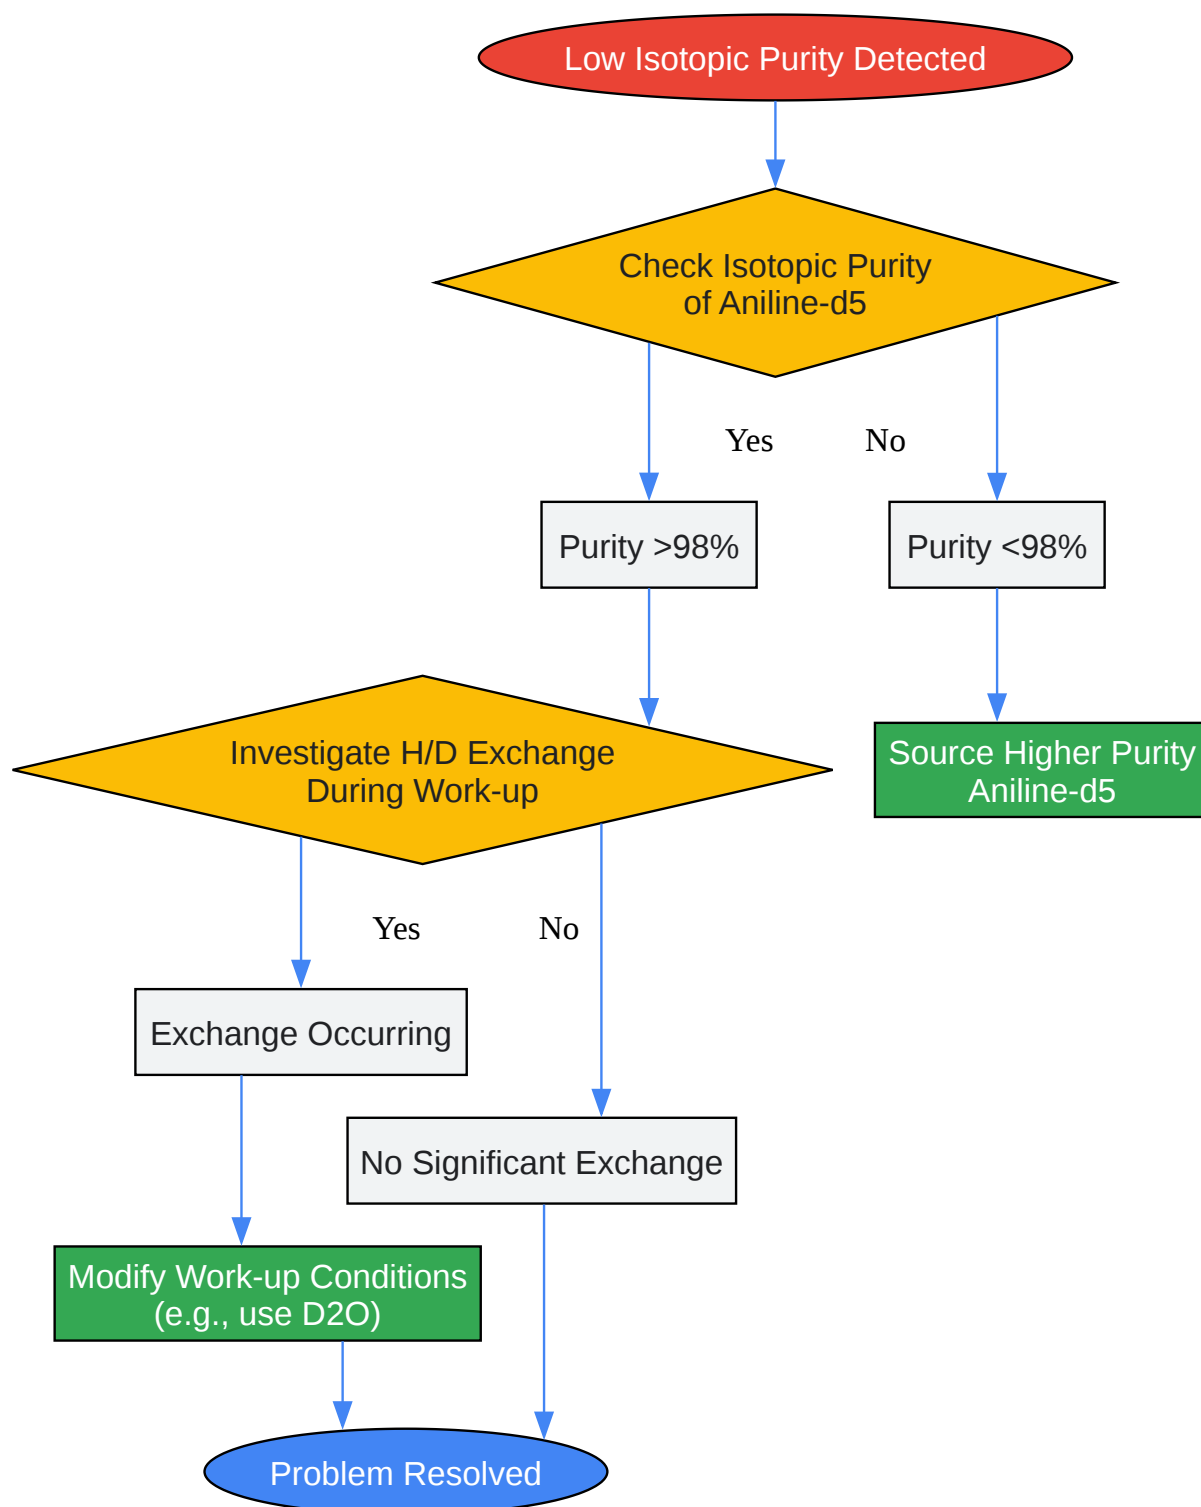 Low Isotopic Purity Detected
Check Isotopic Purity
of Aniline-d5
Yes
No
Purity >98%
Purity <98%
Investigate H/D Exchange
During Work-up
Source Higher Purity
Aniline-d5
Yes
No
Exchange Occurring
No Significant Exchange
Modify Work-up Conditions
(e.g., use D2O)
Problem Resolved